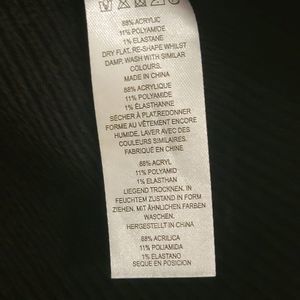 88% ACRYLIC
11% POLYAMIDE
1% ELASTANE
DRY FLAT, RE-SHAPE WHILST
DAMP, WASH WITH SIMILAR
COLOURS.
MADE IN CHINA
88% ACRYLIQUE
11% POLYAMIDE
1% ÉLASTHANNE
SÉCHER À PLAT,REDONNER
FORME AU VÊTEMENT ENCORE
HUMIDE, LAVER AVEC DES
COULEURS SIMILAIRES.
FABRIQUÉ EN CHINE
88% ACRYL
11% POLYAMID
1% ELASTHAN
LIEGEND TROCKNEN, IN
FEUCHTEM ZUSTAND IN FORM
ZIEHEN, MIT ÄHNLICHEN FARBEN
WASCHEN.
HERGESTELLT IN CHINA
88% ACRILICA
11% POLIAMIDA
1% ELASTANO
SEQUE EN POSICION